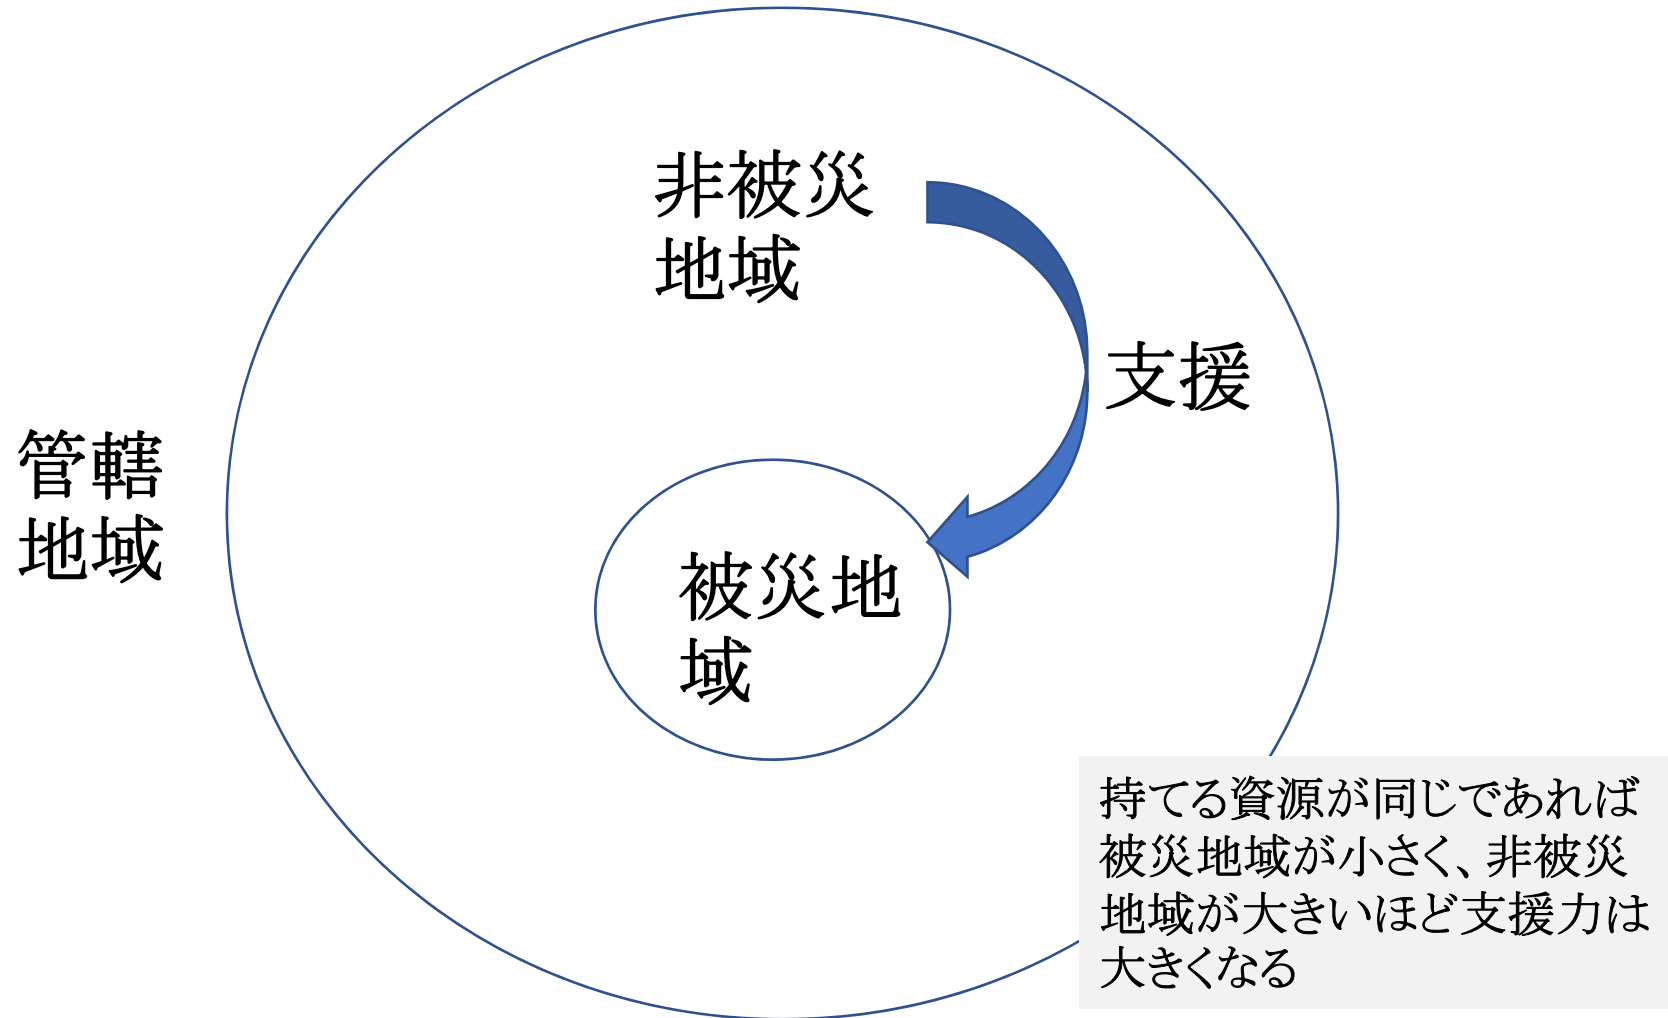 非被災
地域
支援
管轄
地域
被災地
域
持てる資源が同じであれば
被災地域が小さく、非被災
地域が大きいほど支援力は
大きくなる